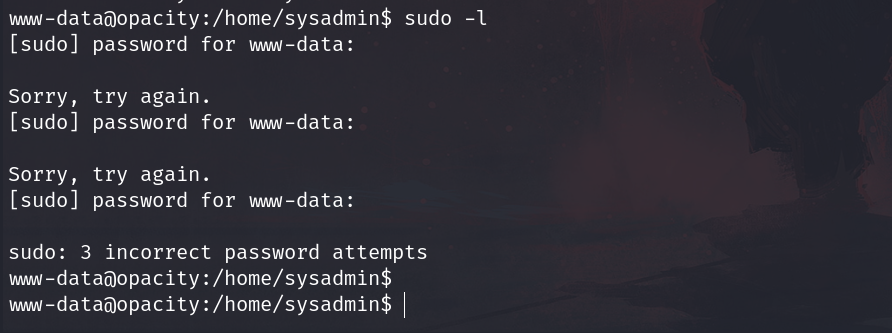 www-data@opacity:/home/sysadmin$ sudo -l
[sudo] password for www-data:
Sorry, try again.
[sudo] password for www-data:
Sorry, try again.
[sudo] password for www-data:
sudo: 3 incorrect password attempts
www-data@opacity:/home/sysadmin$
www-data@opacity:/home/sysadmin$